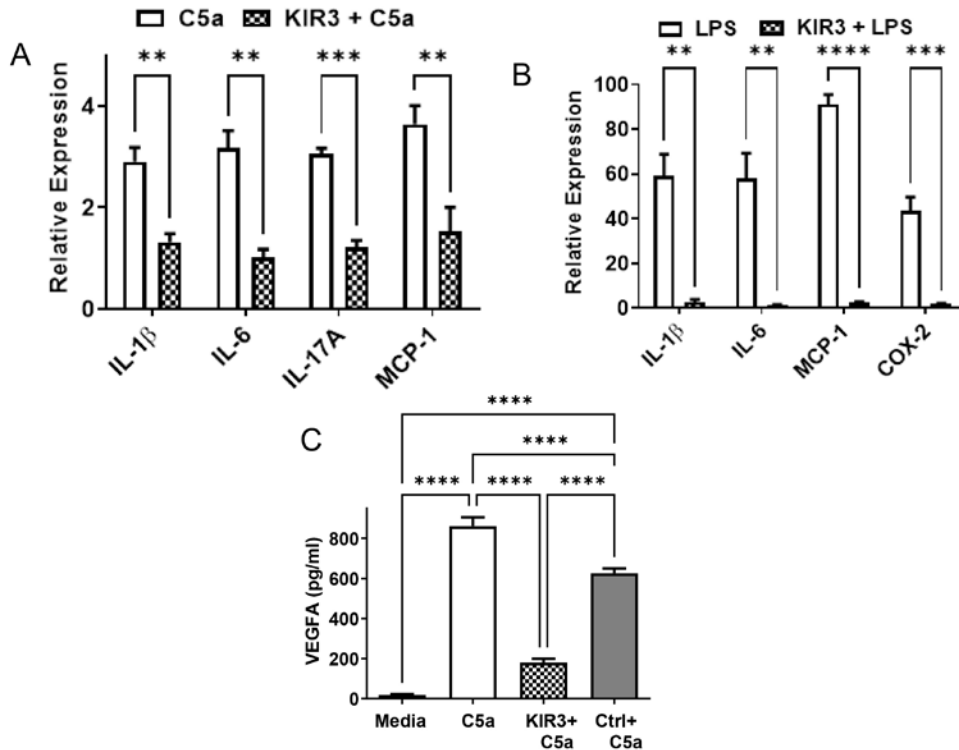 A
C5a KIR3 + C5a
** ** *** **
Relative Expression
4
2
0
IL-1β IL-6 IL-17A MCP-1
B
LPS KIR3 + LPS
** ** **** ***
Relative Expression
100
80
60
40
20
0
IL-1β IL-6 MCP-1 COX-2
C
****
****
**** **** ****
VEGFA (pg/ml)
800
600
400
200
0
Media C5a KIR3+ Ctrl+
C5a C5a